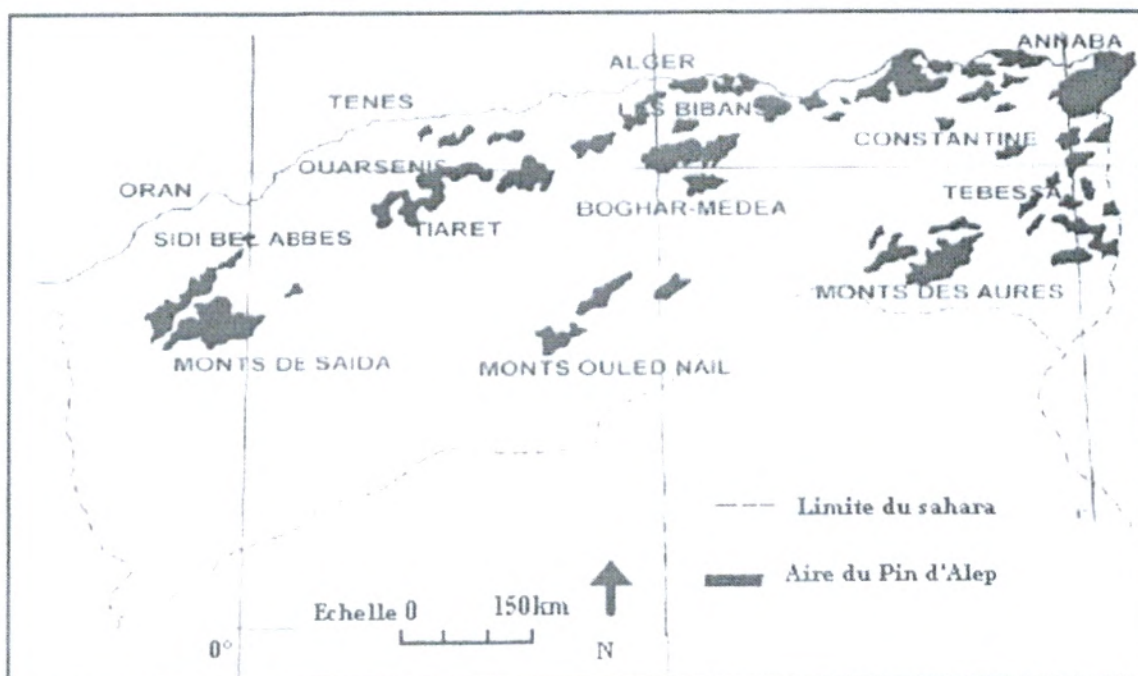 ANNABA
ALGER
TENES
LES BIBANS
CONSTANTINE
OUARSENIS
ORAN
TEBESSA
BOGHAR-MEDEA
TIARET
SIDI BEL ABBES
MONTS DES AURES
MONTS DE SAIDA
MONTS OULED NAIL
Limite du sahara
Aire du Pin d'Alep
Echelle 0 150km
0°
N